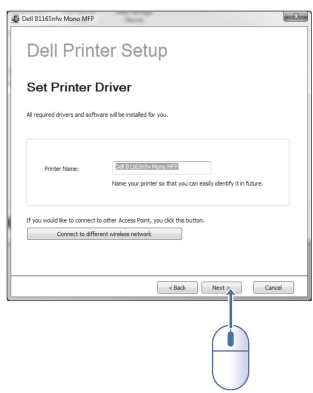 Dell B1165nfw Mono MFP
Dell Printer Setup
Set Printer Driver
All required drivers and software will be installed for you.
Printer Name:
Dell B1165nfw Mono MFP
Name your printer so that you can easily identify it in future.
If you would like to connect to other Access Point, you click this button.
Connect to different wireless network
< Back
Next >
Cancel